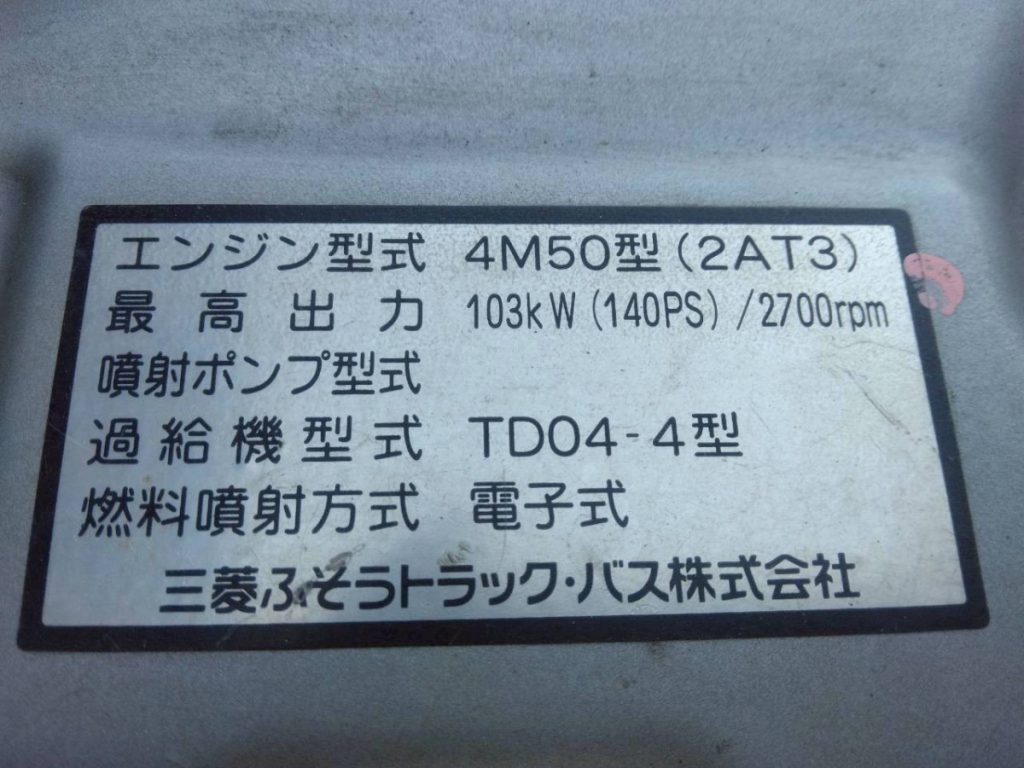 エンジン型式 4M50型(2AT3)
最高出力 103kW(140PS)/2700rpm
噴射ポンプ型式
過給機型式 TD04-4型
燃料噴射方式 電子式
三菱ふそうトラック・バス株式会社